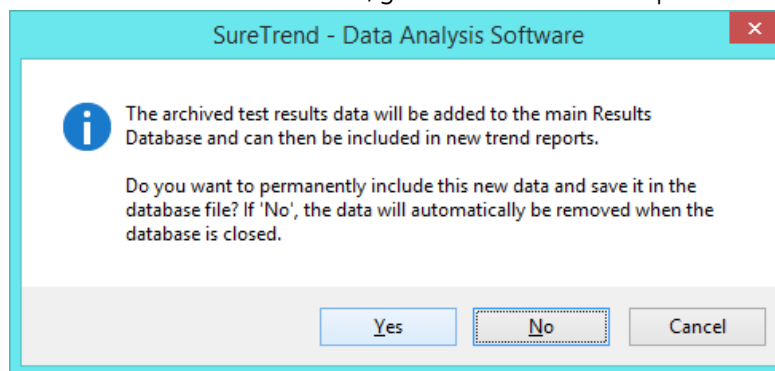 SureTrend - Data Analysis Software
The archived test results data will be added to the main Results
Database and can then be included in new trend reports.
Do you want to permanently include this new data and save it in the
database file? If 'No', the data will automatically be removed when the
database is closed.
Yes No Cancel